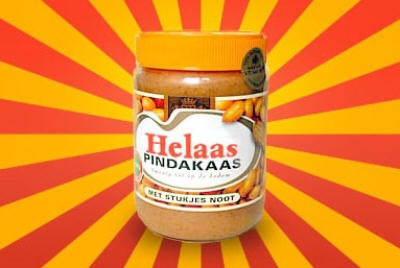 Helaas
PINDAKAAS
Smeuïg tot op de bodem
MET STUKJES NOOT